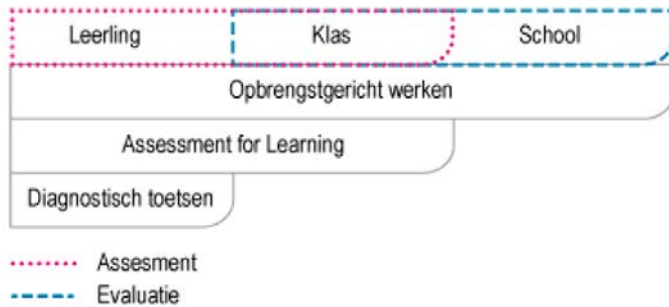 Leerling Klas School
Opbrengstgericht werken
Assessment for Learning
Diagnostisch toetsen
Assesment
Evaluatie